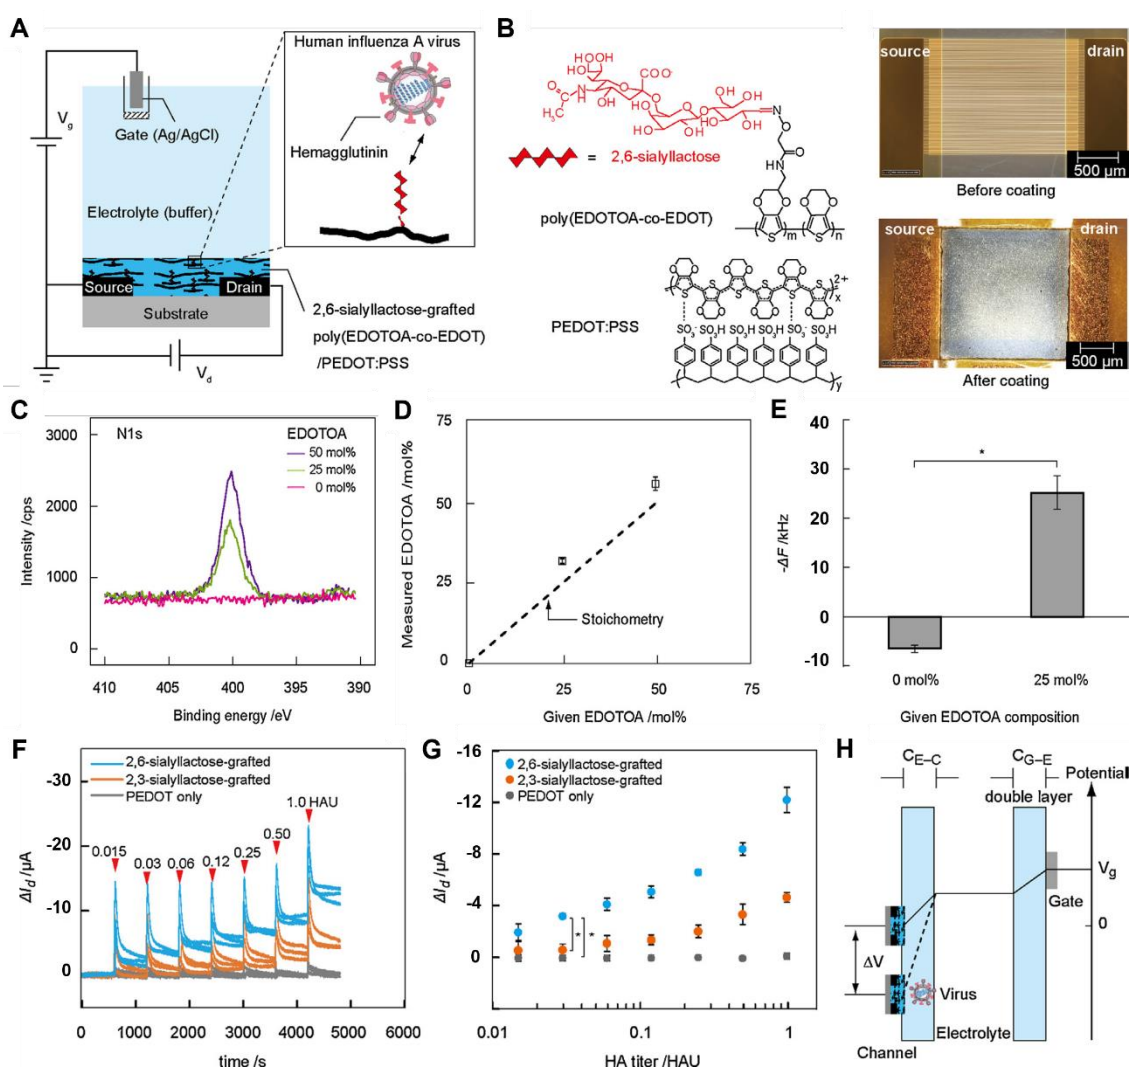 A
Human influenza A virus
Vg
Gate (Ag/AgCl)
Hemagglutinin
Electrolyte (buffer)
Source
Drain
Substrate
2,6-sialyllactose-grafted
poly(EDOTOA-co-EDOT)
/PEDOT:PSS
Vd
B
= 2,6-sialyllactose
poly(EDOTOA-co-EDOT)
PEDOT:PSS
source
drain
500 µm
Before coating
source
drain
500 µm
After coating
C
N1s
EDOTOA
50 mol%
25 mol%
0 mol%
Intensity /cps
3000
2000
1000
0
410
405
400
395
390
Binding energy /eV
D
Measured EDOTOA /mol%
75
50
25
0
Stoichometry
0
25
50
75
Given EDOTOA /mol%
E
-ΔF /kHz
40
30
20
10
0
-10
*
0 mol%
25 mol%
Given EDOTOA composition
F
2,6-sialyllactose-grafted
2,3-sialyllactose-grafted
PEDOT only
ΔId /µA
-30
-20
-10
0
0.015
0.03
0.06
0.12
0.25
0.50
1.0 HAU
0
1000
2000
3000
4000
5000
6000
time /s
G
2,6-sialyllactose-grafted
2,3-sialyllactose-grafted
PEDOT only
ΔId /µA
-16
-12
-8
-4
0
*
*
0.01
0.1
1
HA titer /HAU
H
CE–C
CG–E
Potential
double layer
Vg
Gate
0
ΔV
Virus
Electrolyte
Channel